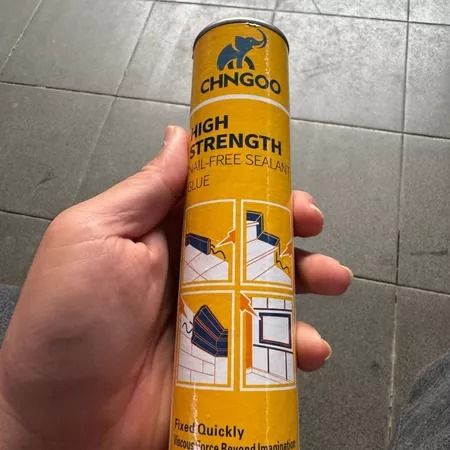 CHNGOO
HIGH
STRENGTH
NAIL-FREE SEALANT
GLUE
Fixed Quickly
Viscous Force Beyond Imagination